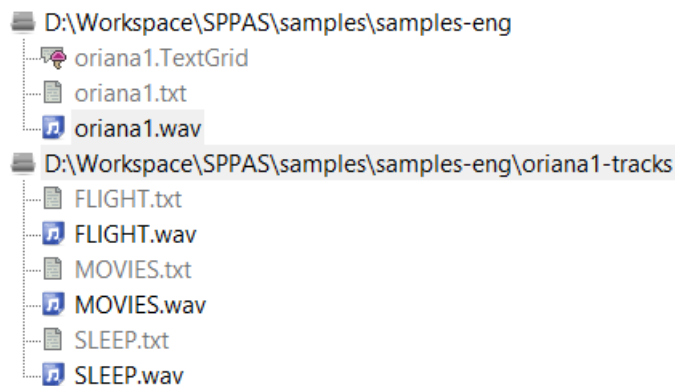 D:\Workspace\SPPAS\samples\samples-eng
oriana1.TextGrid
oriana1.txt
oriana1.wav
D:\Workspace\SPPAS\samples\samples-eng\oriana1-tracks
FLIGHT.txt
FLIGHT.wav
MOVIES.txt
MOVIES.wav
SLEEP.txt
SLEEP.wav